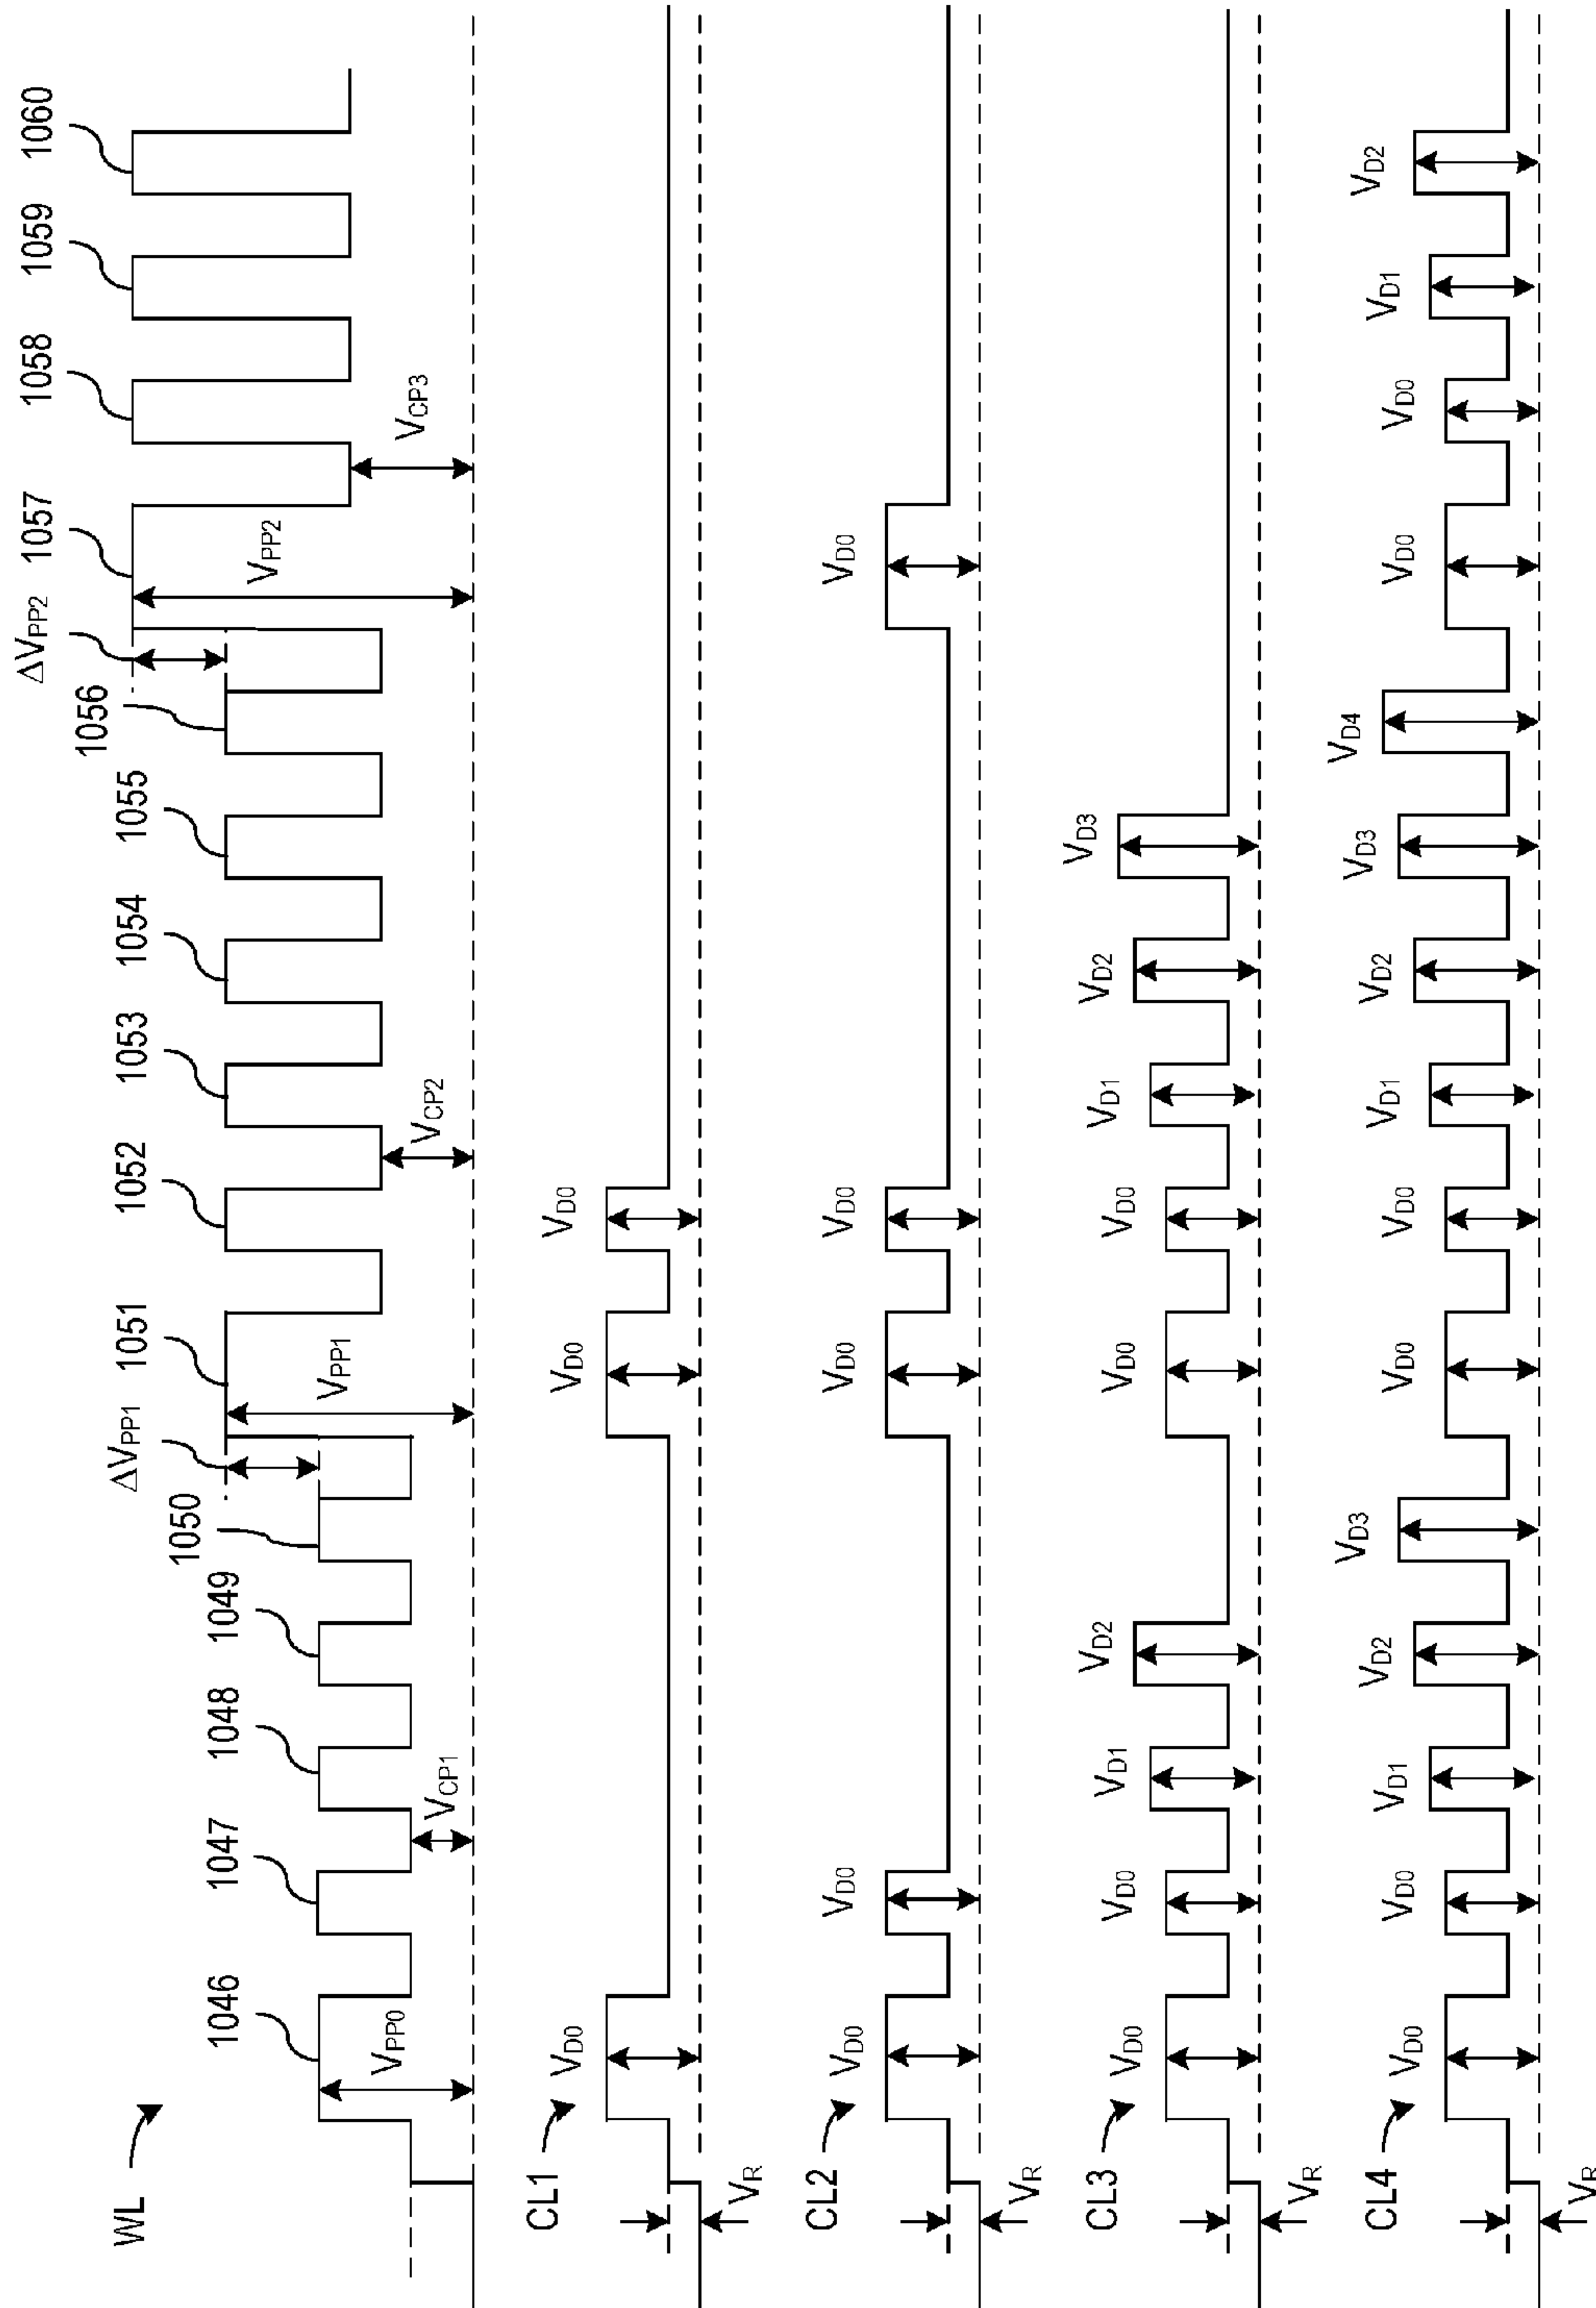 WL
1046
1047
1048
1049
1050
ΔVPP1
1051
1052
1053
1054
1055
1056
ΔVPP2
1057
1058
1059
1060
VPP0
VCP1
VPP1
VCP2
VPP2
VCP3
CL1
VR
VD0
VD0
VD0
CL2
VR
VD0
VD0
VD0
VD0
VD0
CL3
VR
VD0
VD0
VD1
VD2
VD0
VD0
VD1
VD2
VD3
CL4
VR
VD0
VD0
VD1
VD2
VD3
VD0
VD0
VD1
VD2
VD3
VD4
VD0
VD0
VD1
VD2